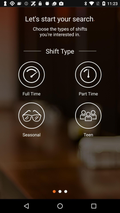 11:23
Let's start your search
Choose the types of shifts
you're interested in.
Shift Type
Full Time
Part Time
Seasonal
Teen